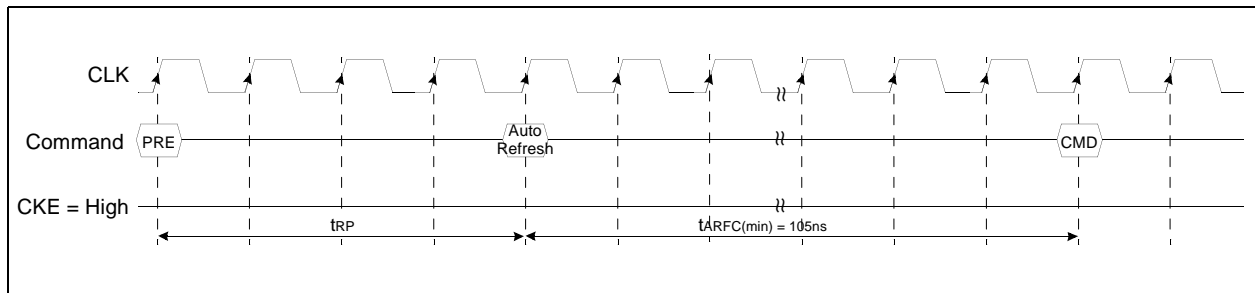 CLK
Command
PRE
Auto
Refresh
CMD
CKE = High
tRP
tARFC(min) = 105ns